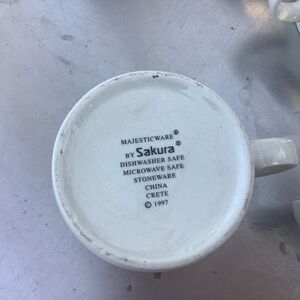 MAJESTICWARE®
BY Sakura®
DISHWASHER SAFE
MICROWAVE SAFE
STONEWARE
CHINA
CRETE
© 1997